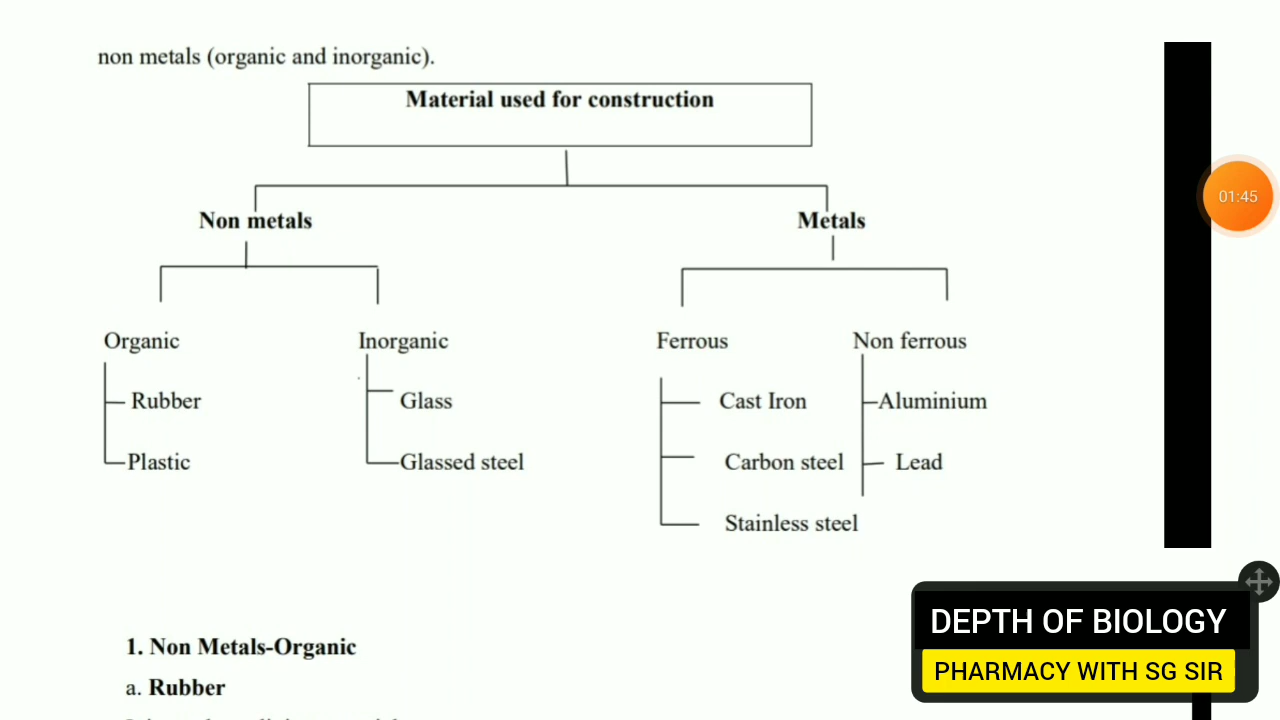 non metals (organic and inorganic).
Material used for construction
Non metals
Metals
Organic
Inorganic
Ferrous
Non ferrous
Rubber
Glass
Cast Iron
Aluminium
Plastic
Glassed steel
Carbon steel
Lead
Stainless steel
1. Non Metals-Organic
a. Rubber
01:45
DEPTH OF BIOLOGY
PHARMACY WITH SG SIR